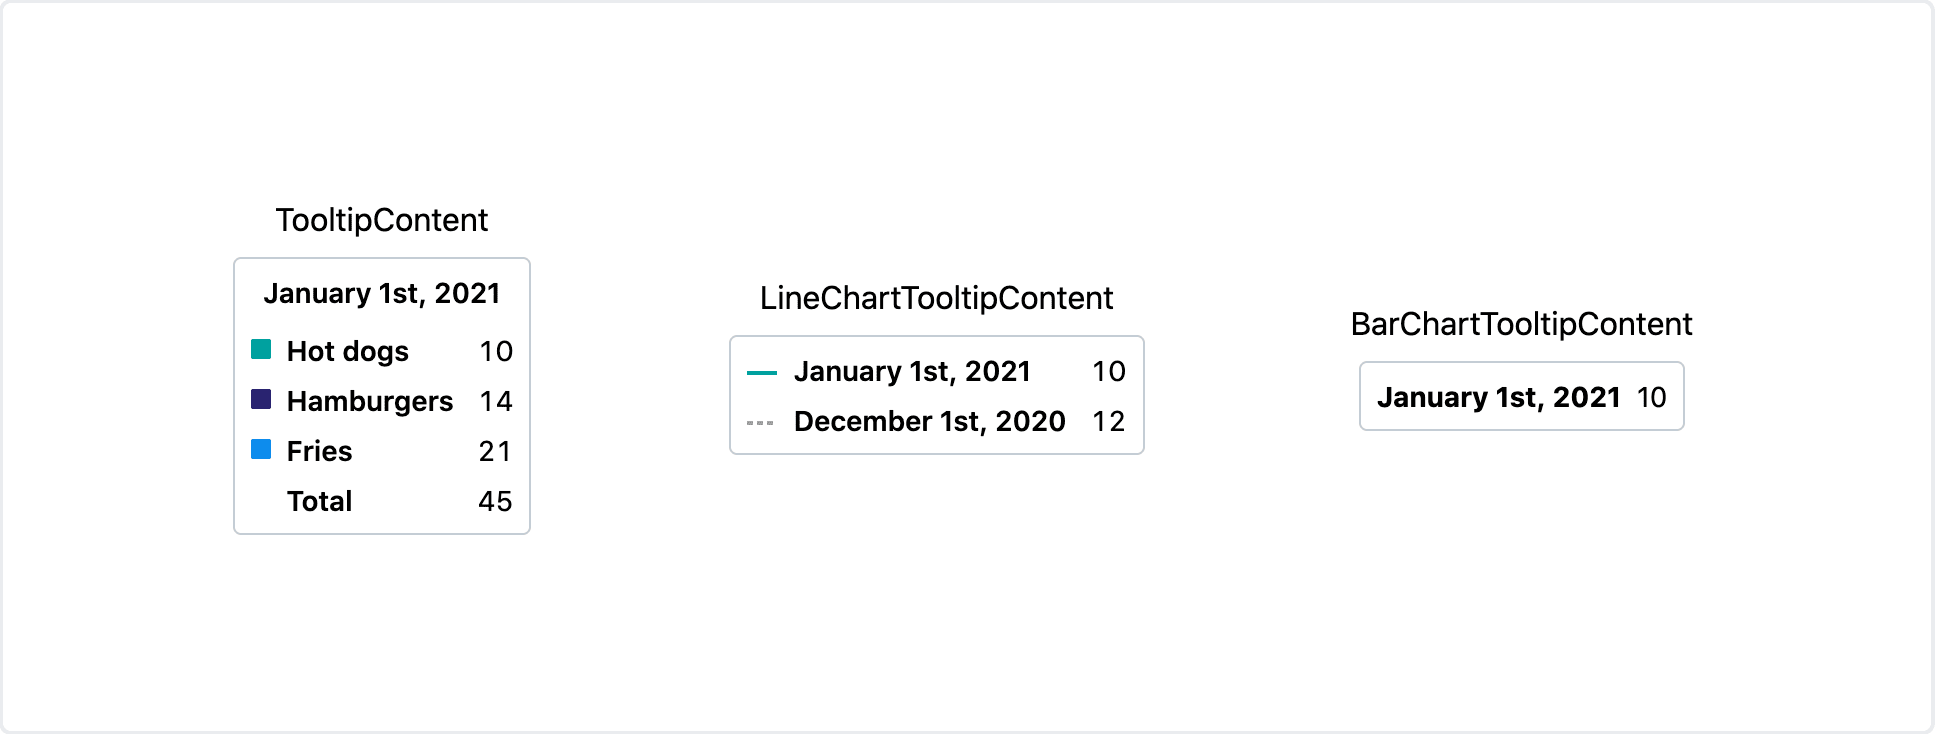 TooltipContent
January 1st, 2021
Hot dogs 10
Hamburgers 14
Fries 21
Total 45
LineChartTooltipContent
January 1st, 2021 10
December 1st, 2020 12
BarChartTooltipContent
January 1st, 2021 10